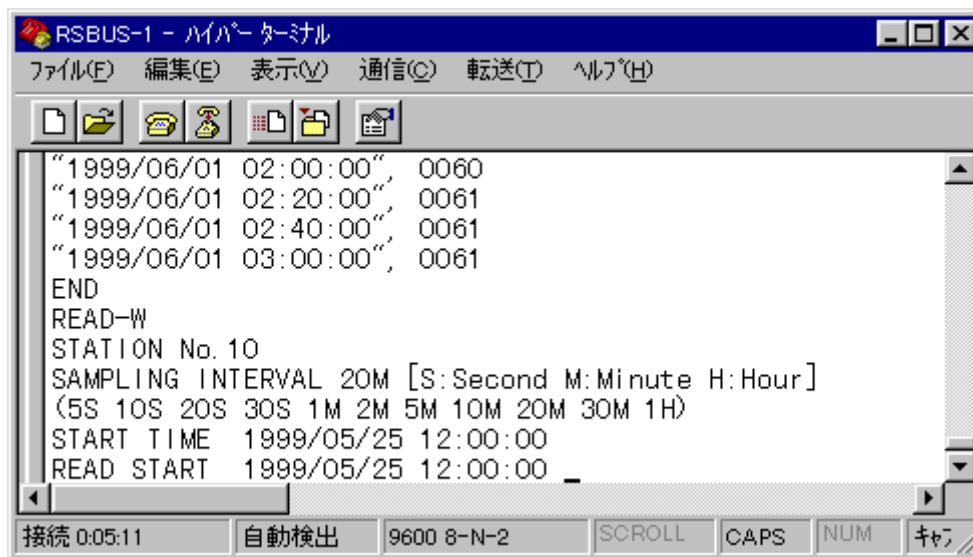 RSBUS-1 - ﾊｲﾊﾟｰ ﾀｰﾐﾅﾙ
ﾌｧｲﾙ(F) 編集(E) 表示(V) 通信(C) 転送(T) ﾍﾙﾌﾟ(H)
"1999/06/01 02:00:00", 0060
"1999/06/01 02:20:00", 0061
"1999/06/01 02:40:00", 0061
"1999/06/01 03:00:00", 0061
END
READ-W
STATION No.10
SAMPLING INTERVAL 20M [S:Second M:Minute H:Hour]
(5S 10S 20S 30S 1M 2M 5M 10M 20M 30M 1H)
START TIME 1999/05/25 12:00:00
READ START 1999/05/25 12:00:00 _
接続 0:05:11 自動検出 9600 8-N-2 SCROLL CAPS NUM